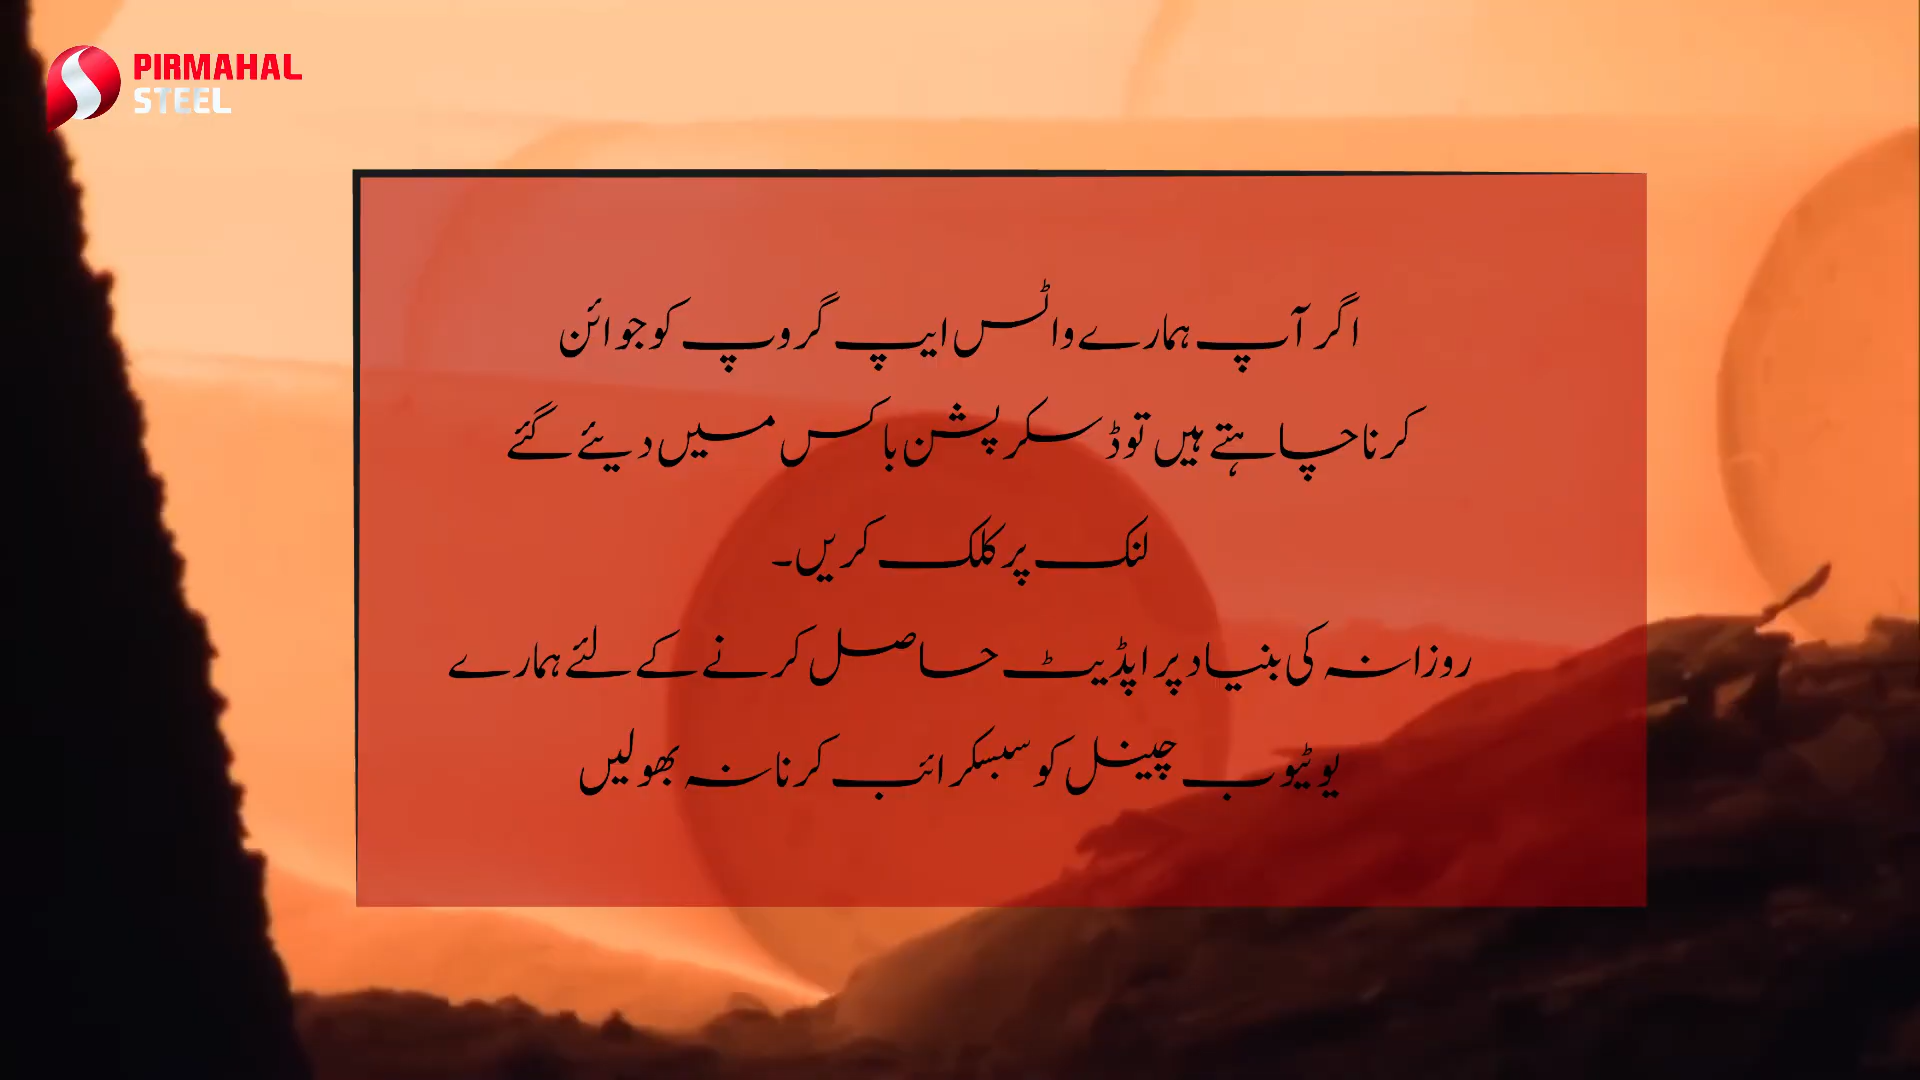 PIRMAHAL
STEEL
اگر آپ ہمارے واٹس ایپ گروپ کو جوائن
کرنا چاہتے ہیں تو ڈسکرپشن باکس میں دیئے گئے
لنک پر کلک کریں۔
روزانہ کی بنیاد پر اپڈیٹ حاصل کرنے کے لئے ہمارے
یوٹیوب چینل کو سبسکرائب کرنا نہ بھولیں